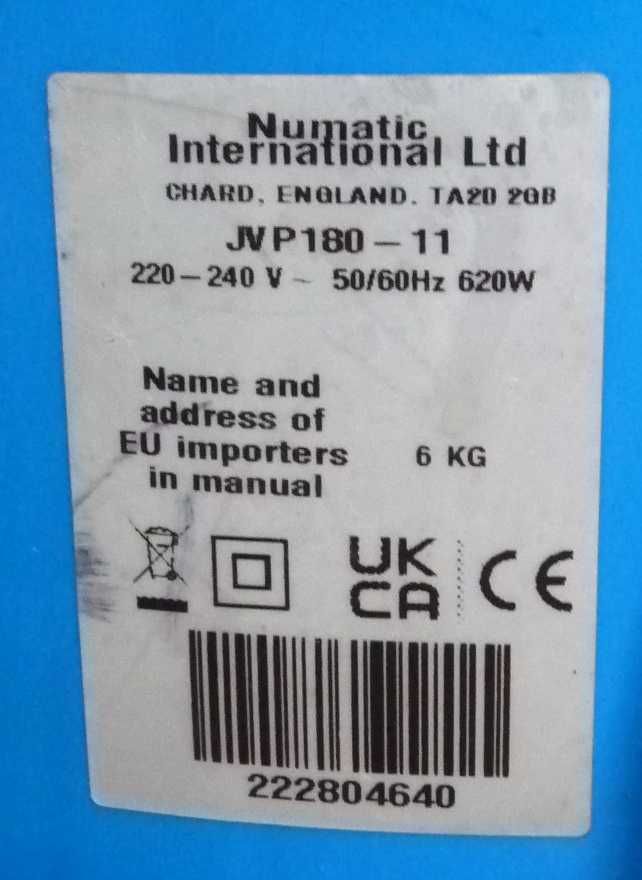 Numatic
International Ltd
CHARD, ENGLAND. TA20 2GB
JVP180-11
220-240 V ~ 50/60Hz 620W
Name and
address of
EU importers
in manual
6 KG
UK
CA
CE
222804640